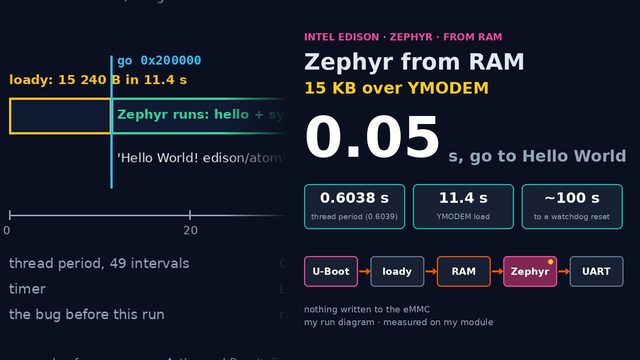 go 0x200000
loady: 15 240 B in 11.4 s
Zephyr runs: hello +
'Hello World! edison/atom
0
20
thread period, 49 intervals
timer
the bug before this run
INTEL EDISON · ZEPHYR · FROM RAM
Zephyr from RAM
15 KB over YMODEM
0.05 s, go to Hello World
0.6038 s
thread period (0.6039)
11.4 s
YMODEM load
~100 s
to a watchdog reset
U-Boot
loady
RAM
Zephyr
UART
nothing written to the eMMC
my run diagram · measured on my module